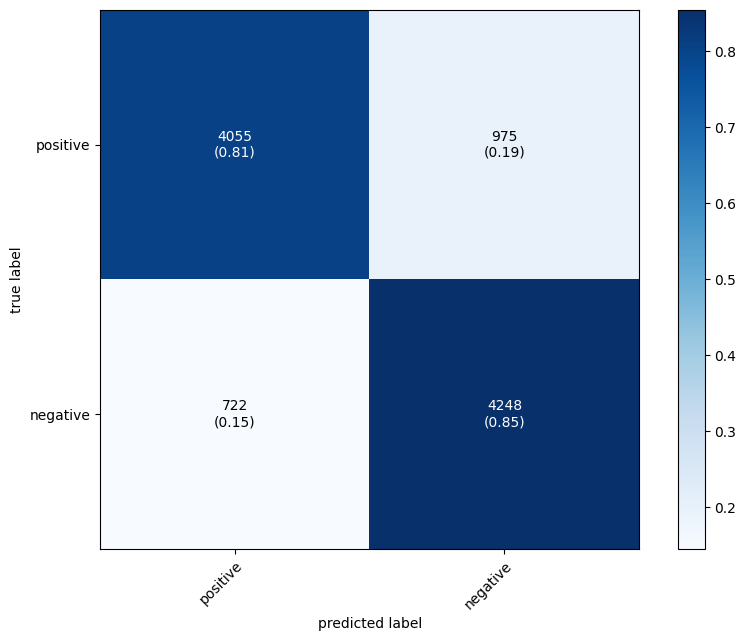 0.8
4055
(0.81)
975
(0.19)
0.7
positive
0.6
true label
0.5
0.4
722
(0.15)
4248
(0.85)
negative
0.3
0.2
positive
negative
predicted label